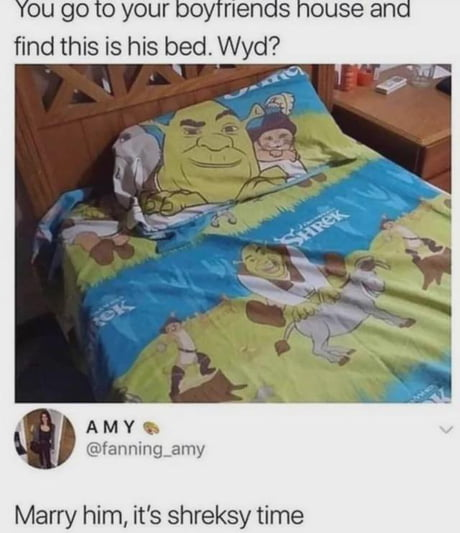 You go to your boyfriends house and
find this is his bed. Wyd?
SHREK
AMY
@fanning_amy
Marry him, it's shreksy time